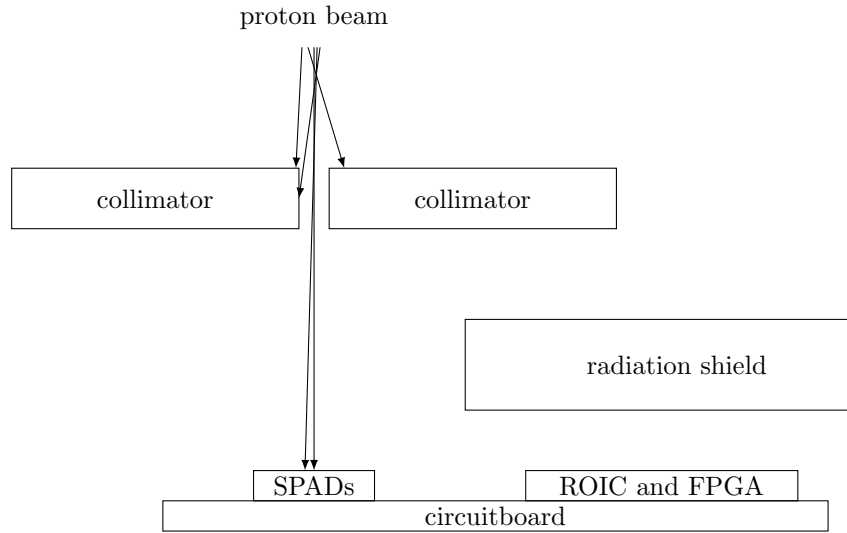 proton beam
collimator
collimator
radiation shield
SPADs
ROIC and FPGA
circuitboard